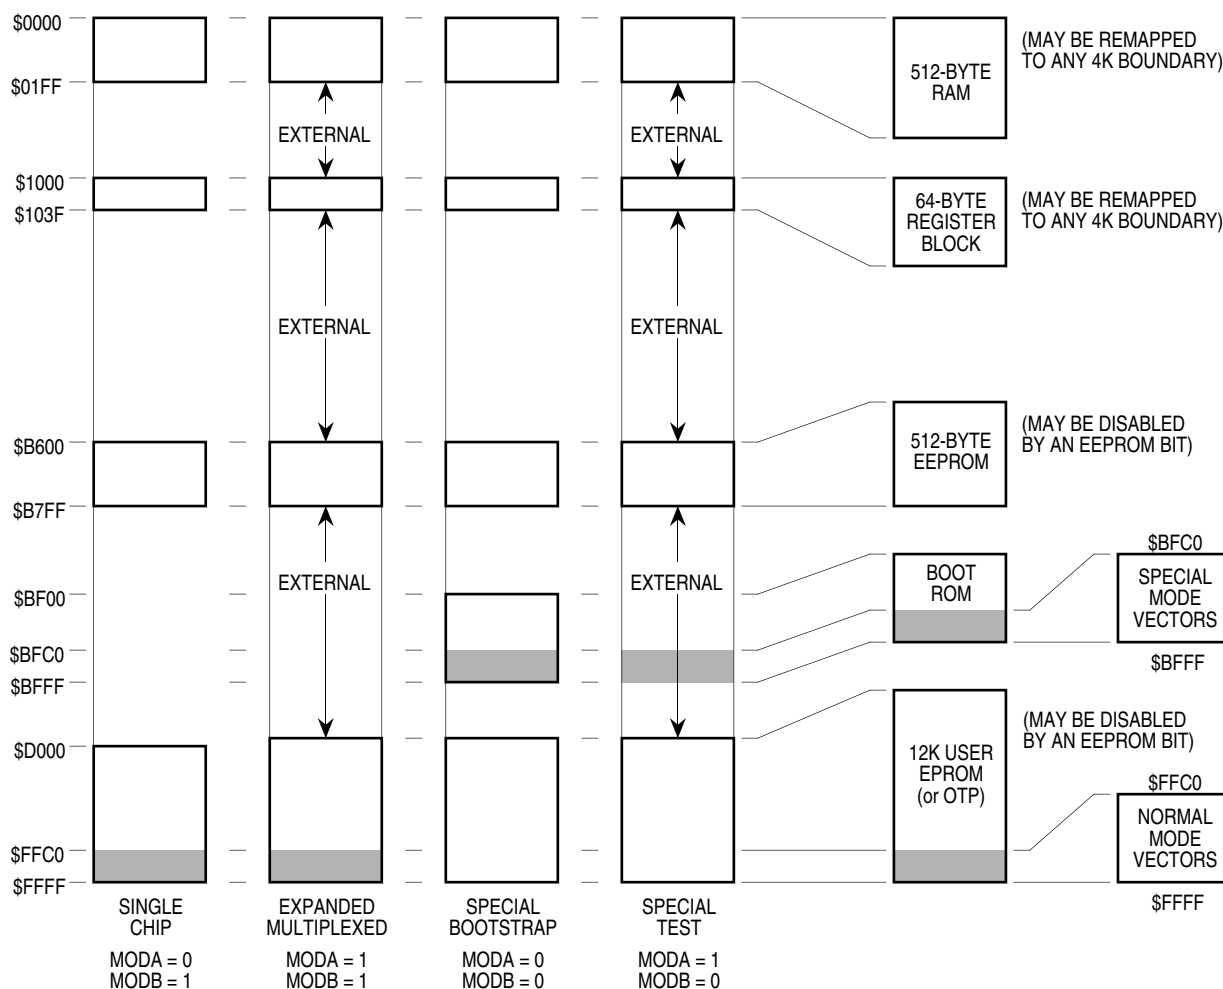 $0000
$01FF
$1000
$103F
$B600
$B7FF
$BF00
$BFC0
$BFFF
$D000
$FFC0
$FFFF
EXTERNAL
EXTERNAL
EXTERNAL
EXTERNAL
EXTERNAL
EXTERNAL
512-BYTE
RAM
(MAY BE REMAPPED
TO ANY 4K BOUNDARY)
64-BYTE
REGISTER
BLOCK
(MAY BE REMAPPED
TO ANY 4K BOUNDARY)
512-BYTE
EEPROM
(MAY BE DISABLED
BY AN EEPROM BIT)
BOOT
ROM
$BFC0
SPECIAL
MODE
VECTORS
$BFFF
12K USER
EPROM
(or OTP)
(MAY BE DISABLED
BY AN EEPROM BIT)
$FFC0
NORMAL
MODE
VECTORS
$FFFF
SINGLE
CHIP
MODA = 0
MODB = 1
EXPANDED
MULTIPLEXED
MODA = 1
MODB = 1
SPECIAL
BOOTSTRAP
MODA = 0
MODB = 0
SPECIAL
TEST
MODA = 1
MODB = 0